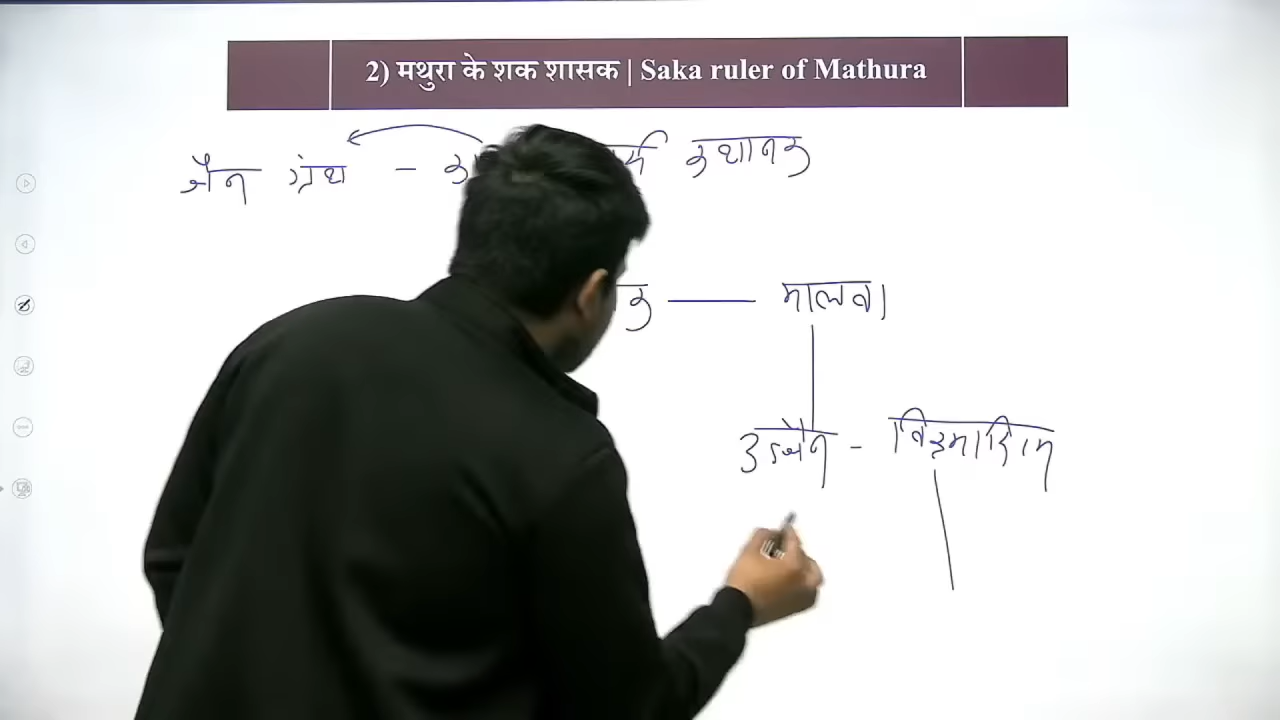 2) मथुरा के शक शासक | Saka ruler of Mathura
जैन ग्रंथ - कथानक
मालवा
उज्जैन - विक्रमादित्य